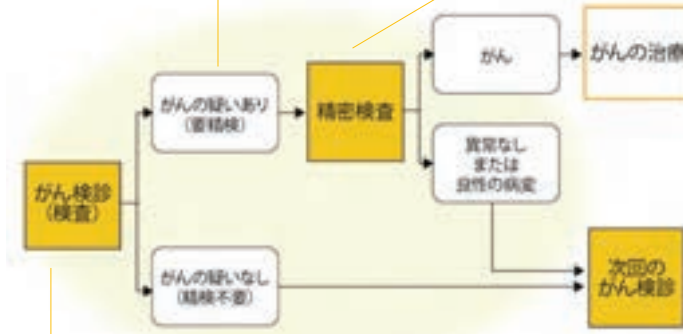 がん検診
(検査)
がんの疑いあり
(要精検)
精密検査
がん
がんの治療
異常なし
または
良性の病変
がんの疑いなし
(精検不要)
次回の
がん検診